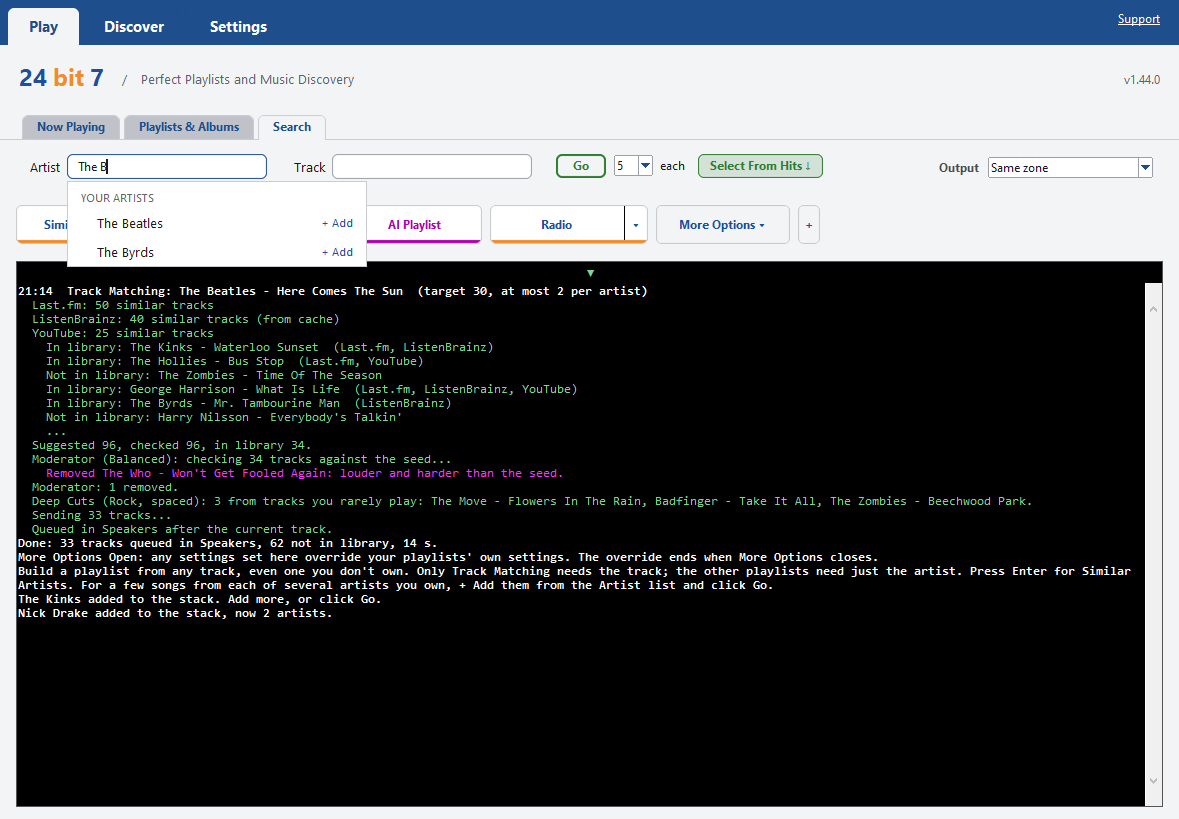 Play Discover Settings Support
24 bit 7 / Perfect Playlists and Music Discovery v1.44.0
Now Playing Playlists & Albums Search
Artist The B Track Go 5 each Select From Hits ↓ Output Same zone
YOUR ARTISTS
The Beatles + Add
The Byrds + Add
Simi AI Playlist Radio More Options +
21:14 Track Matching: The Beatles - Here Comes The Sun (target 30, at most 2 per artist)
Last.fm: 50 similar tracks
ListenBrainz: 40 similar tracks (from cache)
YouTube: 25 similar tracks
In library: The Kinks - Waterloo Sunset (Last.fm, ListenBrainz)
In library: The Hollies - Bus Stop (Last.fm, YouTube)
Not in library: The Zombies - Time Of The Season
In library: George Harrison - What Is Life (Last.fm, ListenBrainz, YouTube)
In library: The Byrds - Mr. Tambourine Man (ListenBrainz)
Not in library: Harry Nilsson - Everybody's Talkin'
...
Suggested 96, checked 96, in library 34.
Moderator (Balanced): checking 34 tracks against the seed...
Removed The Who - Won't Get Fooled Again: louder and harder than the seed.
Moderator: 1 removed.
Deep Cuts (Rock, spaced): 3 from tracks you rarely play: The Move - Flowers In The Rain, Badfinger - Take It All, The Zombies - Beechwood Park.
Sending 33 tracks...
Queued in Speakers after the current track.
Done: 33 tracks queued in Speakers, 62 not in library, 14 s.
More Options Open: any settings set here override your playlists' own settings. The override ends when More Options closes.
Build a playlist from any track, even one you don't own. Only Track Matching needs the track; the other playlists need just the artist. Press Enter for Similar
Artists. For a few songs from each of several artists you own, + Add them from the Artist list and click Go.
The Kinks added to the stack. Add more, or click Go.
Nick Drake added to the stack, now 2 artists.